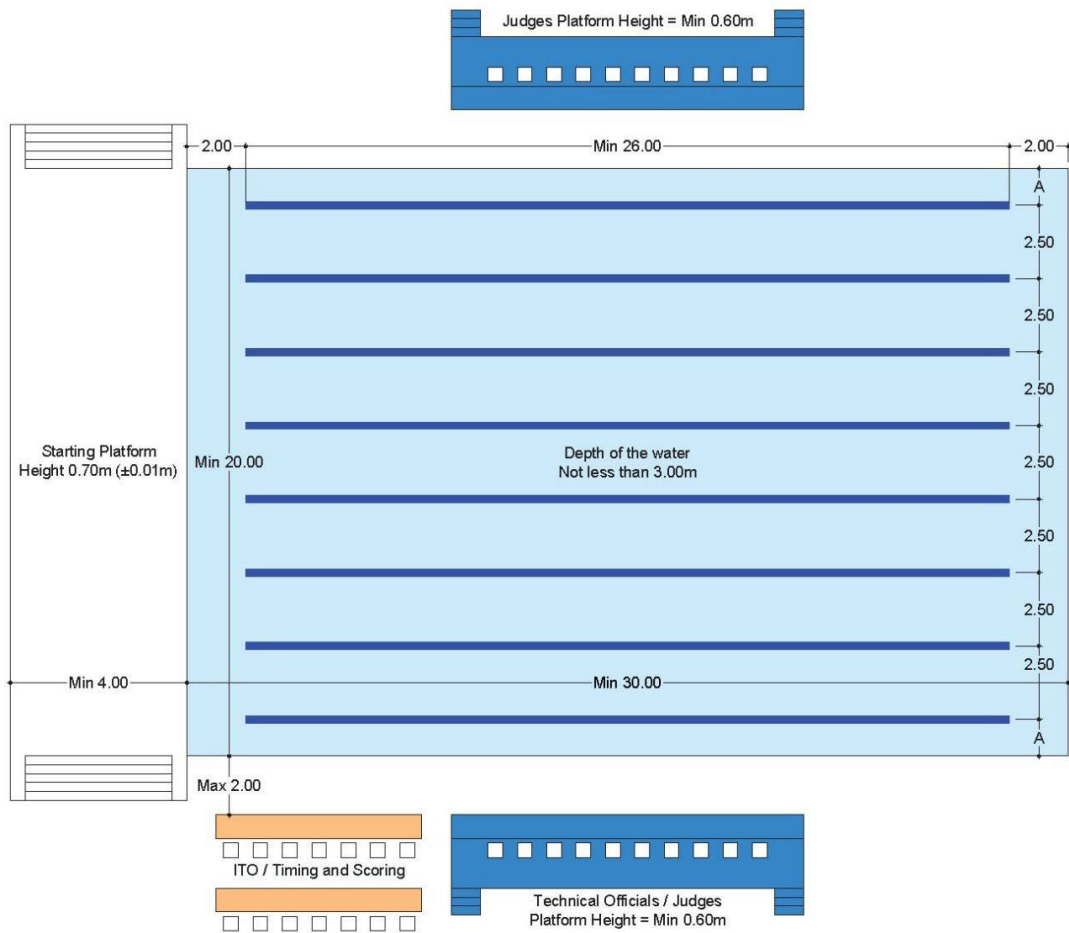 Judges Platform Height = Min 0.60m
2.00
Min 26.00
2.00
A
2.50
2.50
2.50
Starting Platform
Height 0.70m (±0.01m)
Min 20.00
Depth of the water
Not less than 3.00m
2.50
2.50
2.50
2.50
Min 4.00
Min 30.00
A
Max 2.00
ITO / Timing and Scoring
Technical Officials / Judges
Platform Height = Min 0.60m